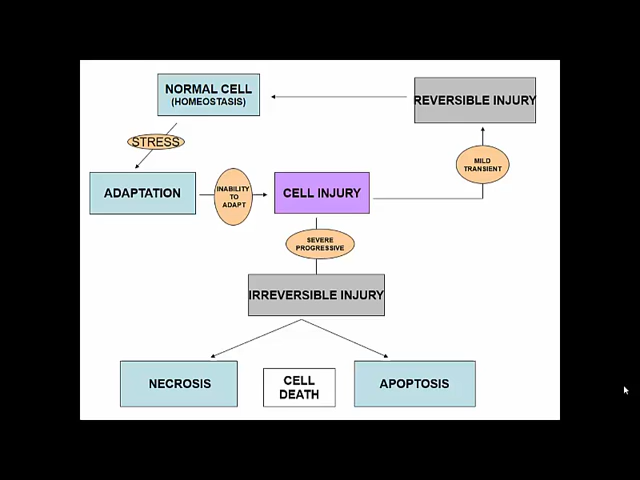 NORMAL CELL
(HOMEOSTASIS)
REVERSIBLE INJURY
STRESS
MILD
TRANSIENT
ADAPTATION
INABILITY
TO
ADAPT
CELL INJURY
SEVERE
PROGRESSIVE
IRREVERSIBLE INJURY
NECROSIS
CELL
DEATH
APOPTOSIS